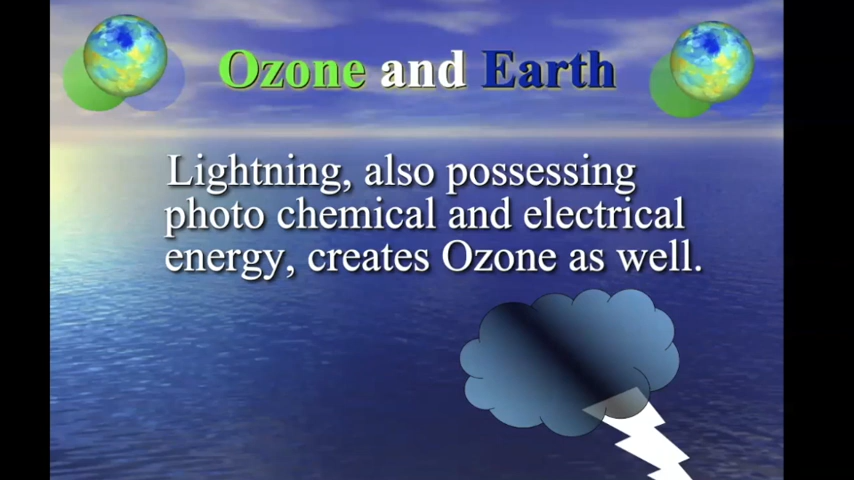 Ozone and Earth
Lightning, also possessing
photo chemical and electrical
energy, creates Ozone as well.